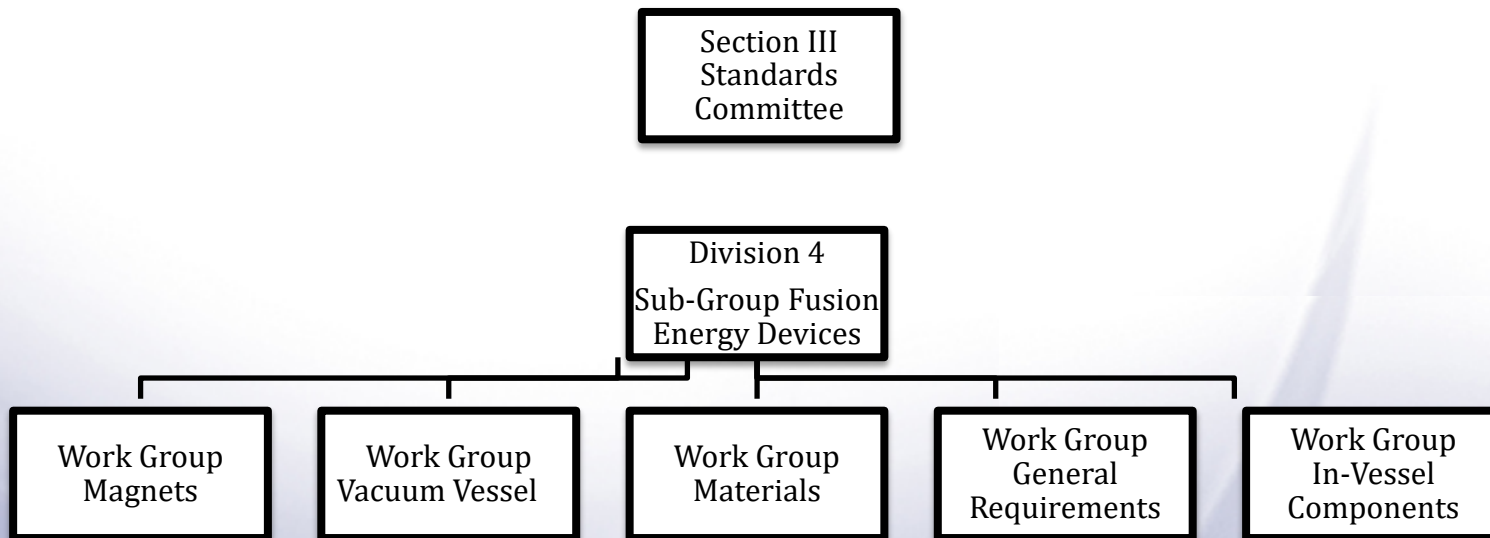 Section III
Standards
Committee
Division 4
Sub-Group Fusion
Energy Devices
Work Group
Magnets
Work Group
Vacuum Vessel
Work Group
Materials
Work Group
General
Requirements
Work Group
In-Vessel
Components